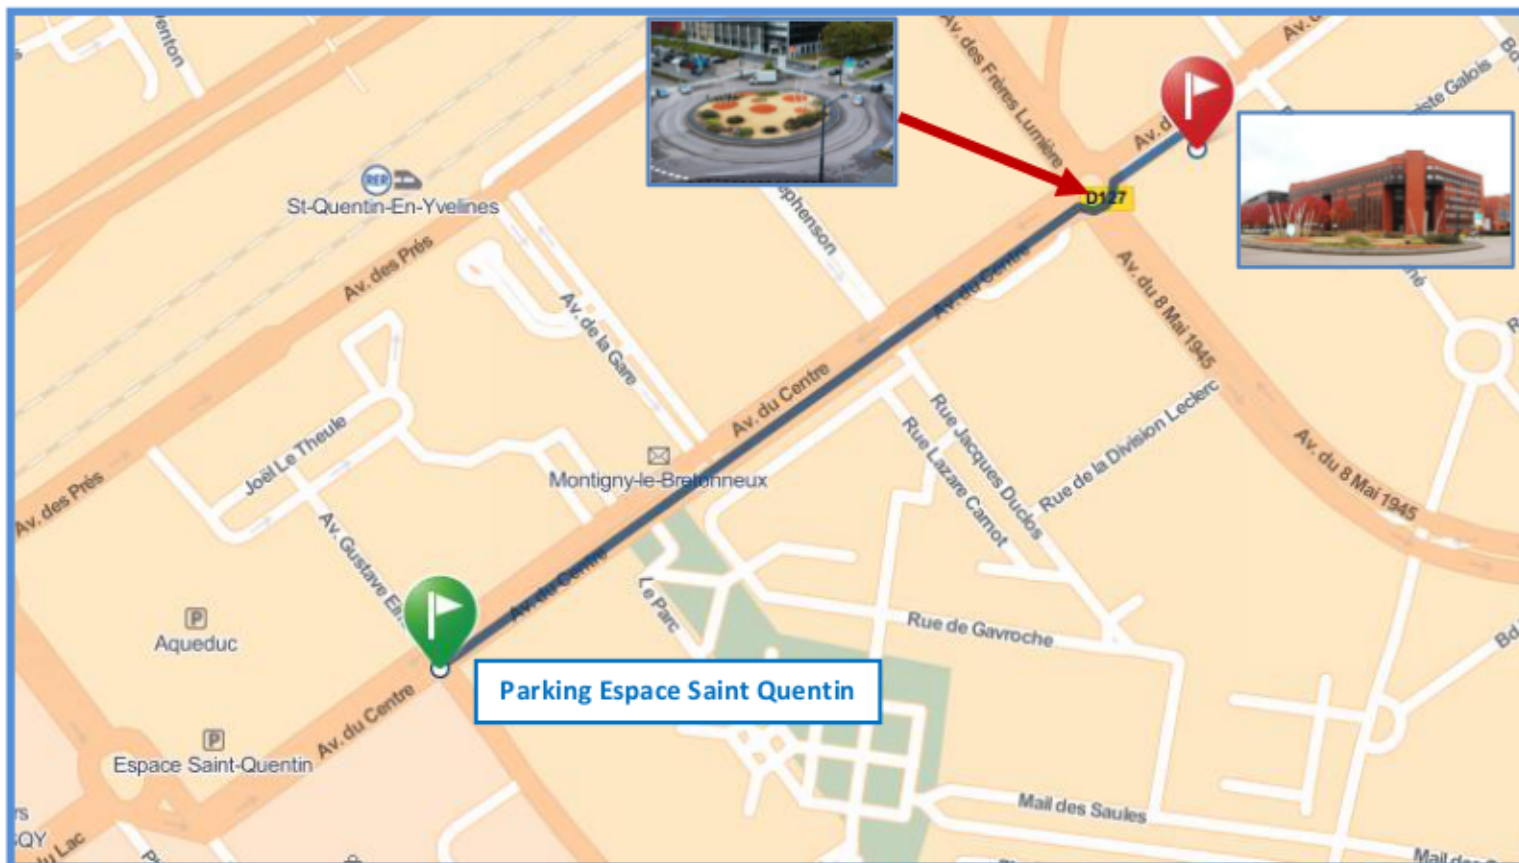 Av. des Frères Lumière
RER
St-Quentin-En-Yvelines
D127
Av. des Prés
Av. du Centre
Av. du 8 Mai 1945
Av. de la Gare
Av. du Centre
Rue de la Division Leclerc
Rue Jacques Duclos
Rue Lazare Carnot
Joël Le Theule
Av. du 8 Mai 1945
Montigny-le-Bretonneux
Av. des Prés
Av. du Centre
Le Parc
P
Aqueduc
Rue de Gavroche
Parking Espace Saint Quentin
Av. du Centre
P
Espace Saint-Quentin
Mail des Saules